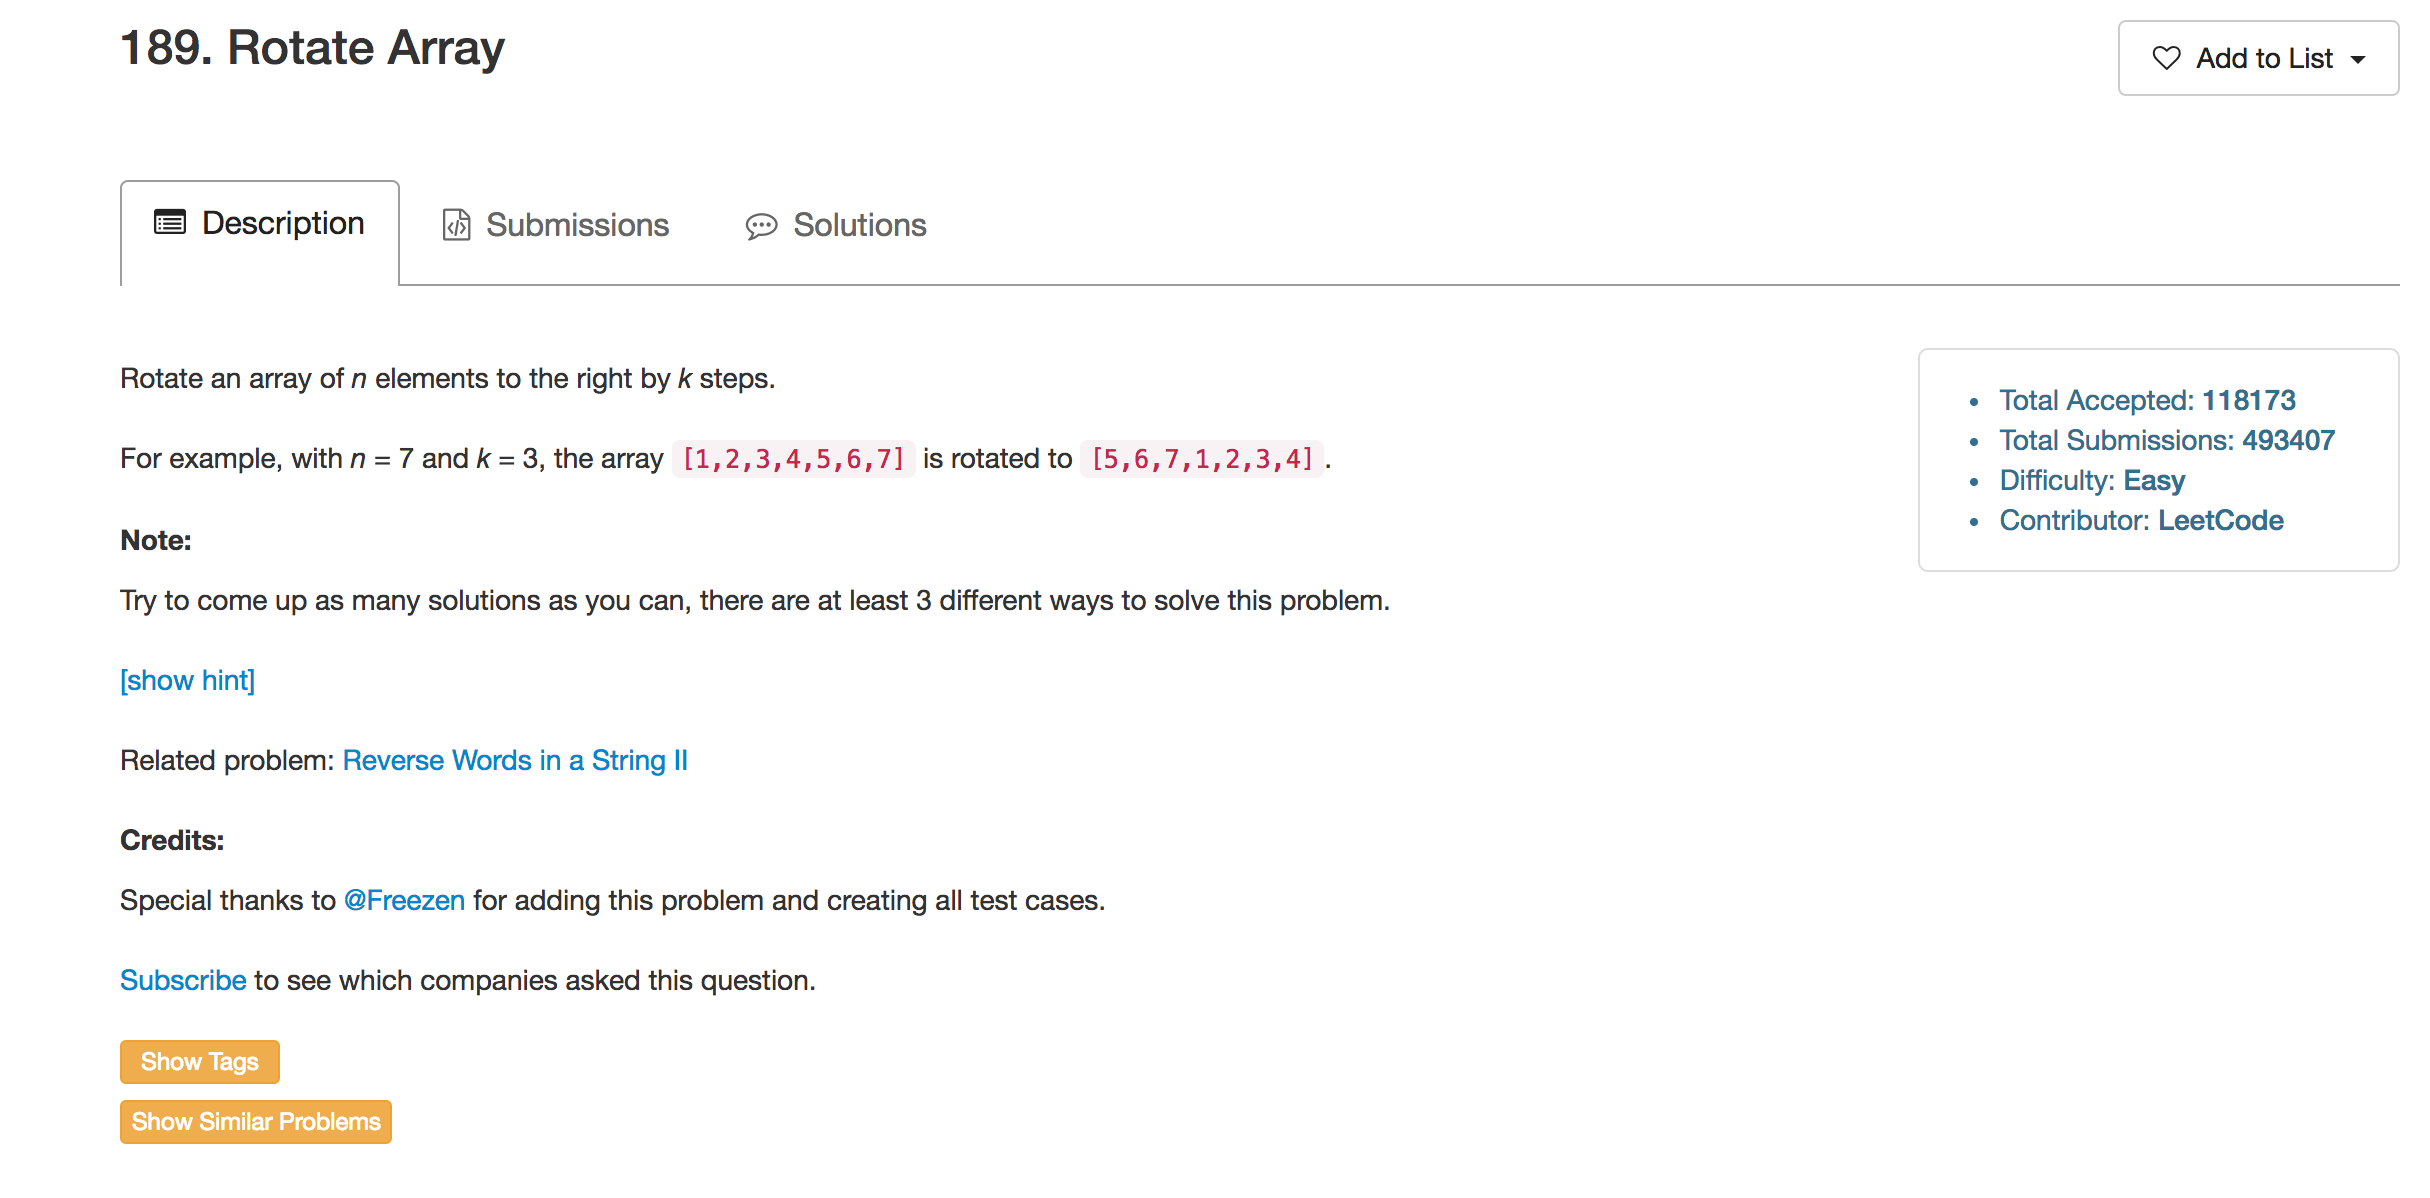 189. Rotate Array
Add to List
Description
Submissions
Solutions
Rotate an array of n elements to the right by k steps.
For example, with n = 7 and k = 3, the array [1,2,3,4,5,6,7] is rotated to [5,6,7,1,2,3,4].
Note:
Try to come up as many solutions as you can, there are at least 3 different ways to solve this problem.
[show hint]
Related problem: Reverse Words in a String II
Credits:
Special thanks to @Freezen for adding this problem and creating all test cases.
Subscribe to see which companies asked this question.
Show Tags
Show Similar Problems
Total Accepted: 118173
Total Submissions: 493407
Difficulty: Easy
Contributor: LeetCode